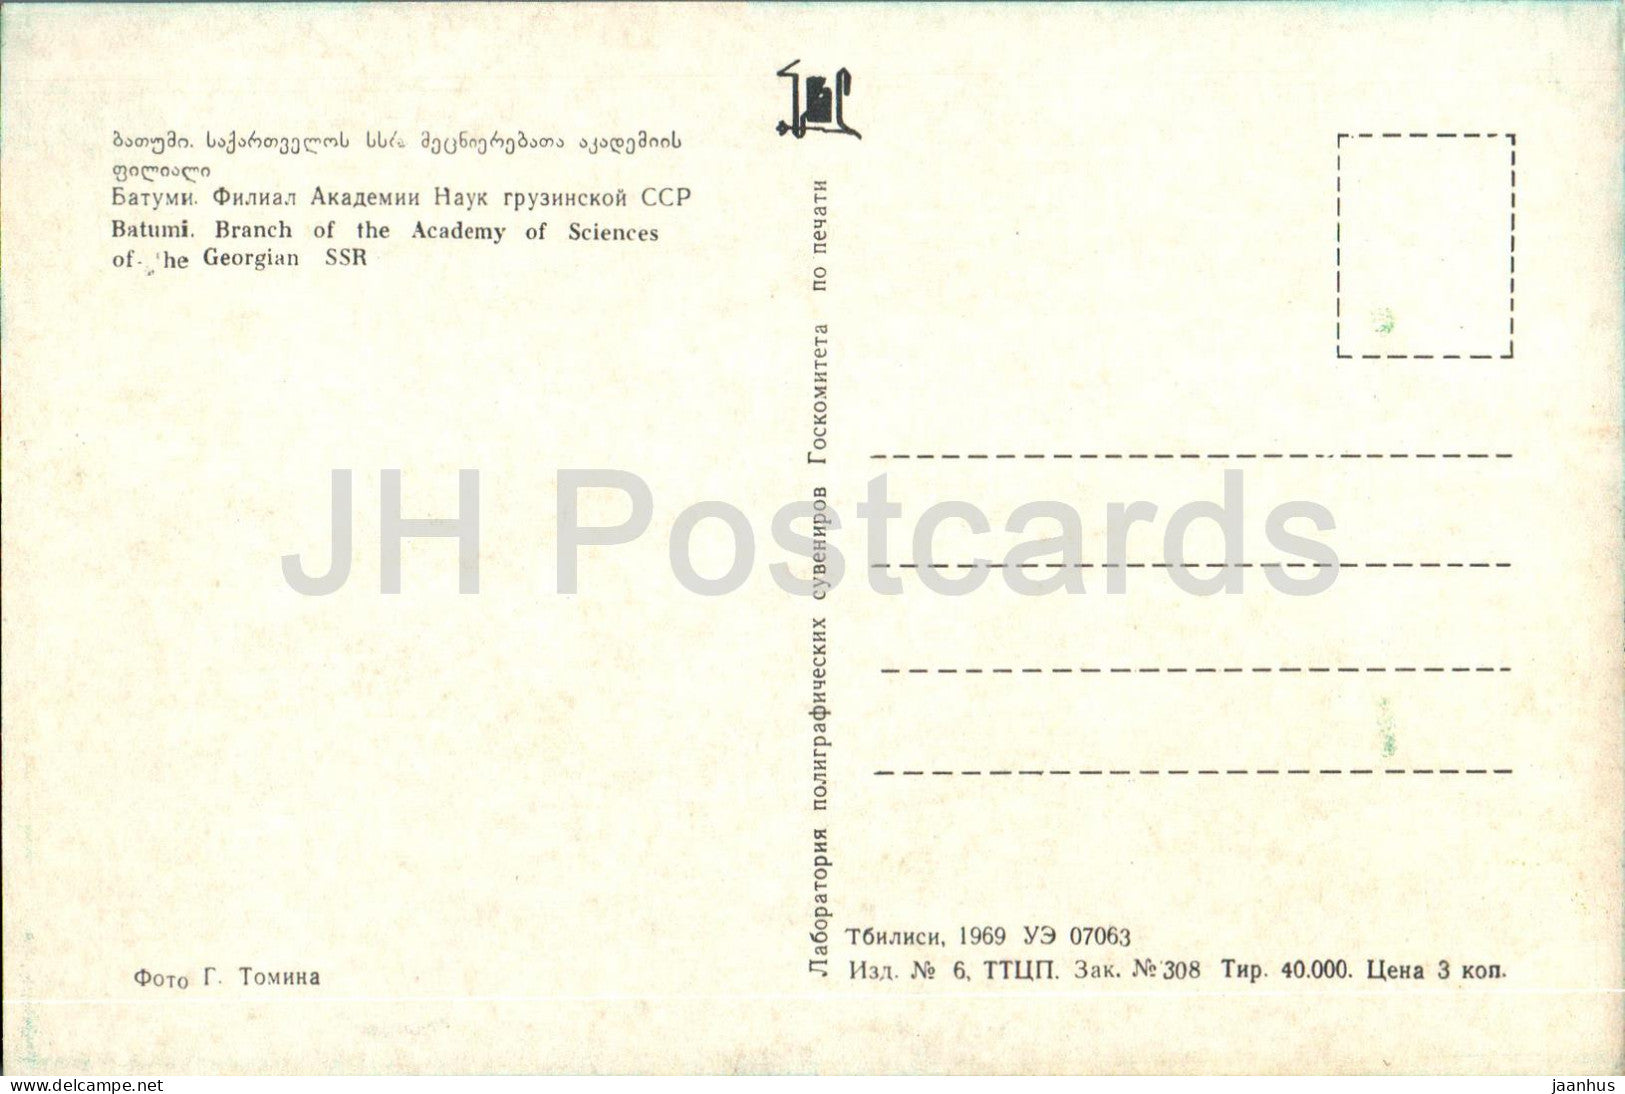 ბათუმი. საქართველოს სსრ მეცნიერებათა აკადემიის
ფილიალი
Батуми. Филиал Академии Наук грузинской ССР
Batumi. Branch of the Academy of Sciences
of the Georgian SSR
Фото Г. Томина
Лаборатория полиграфических сувениров Госкомитета по печати
Тбилиси, 1969 УЭ 07063
Изд. № 6, ТТЦП. Зак. № 308 Тир. 40.000. Цена 3 коп.
JH Postcards
www.delcampe.net
jaanhus